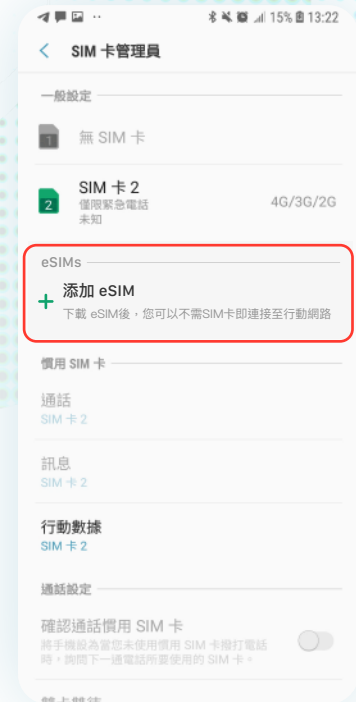 15% 13:22
SIM 卡管理員
一般設定
1
無 SIM 卡
2
SIM 卡 2
僅限緊急電話
未知
4G/3G/2G
eSIMs
添加 eSIM
下載 eSIM後，您可以不需SIM卡即連接至行動網路
慣用 SIM 卡
通話
SIM 卡 2
訊息
SIM 卡 2
行動數據
SIM 卡 2
通話設定
確認通話慣用 SIM 卡
將手機設為當您未使用慣用 SIM 卡撥打電話
時，詢問下一通電話所要使用的 SIM 卡。
雙卡雙待